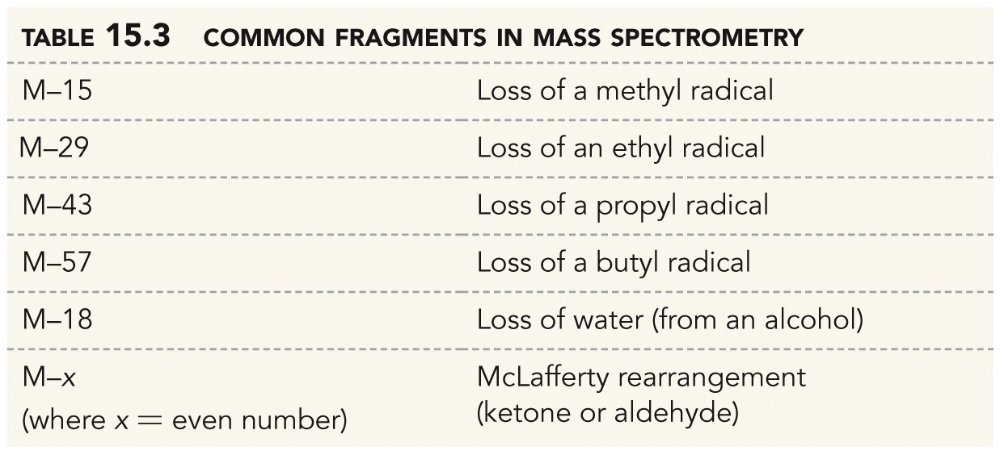 TABLE 15.3 COMMON FRAGMENTS IN MASS SPECTROMETRY
M–15 Loss of a methyl radical
M–29 Loss of an ethyl radical
M–43 Loss of a propyl radical
M–57 Loss of a butyl radical
M–18 Loss of water (from an alcohol)
M–x McLafferty rearrangement
(where x = even number) (ketone or aldehyde)